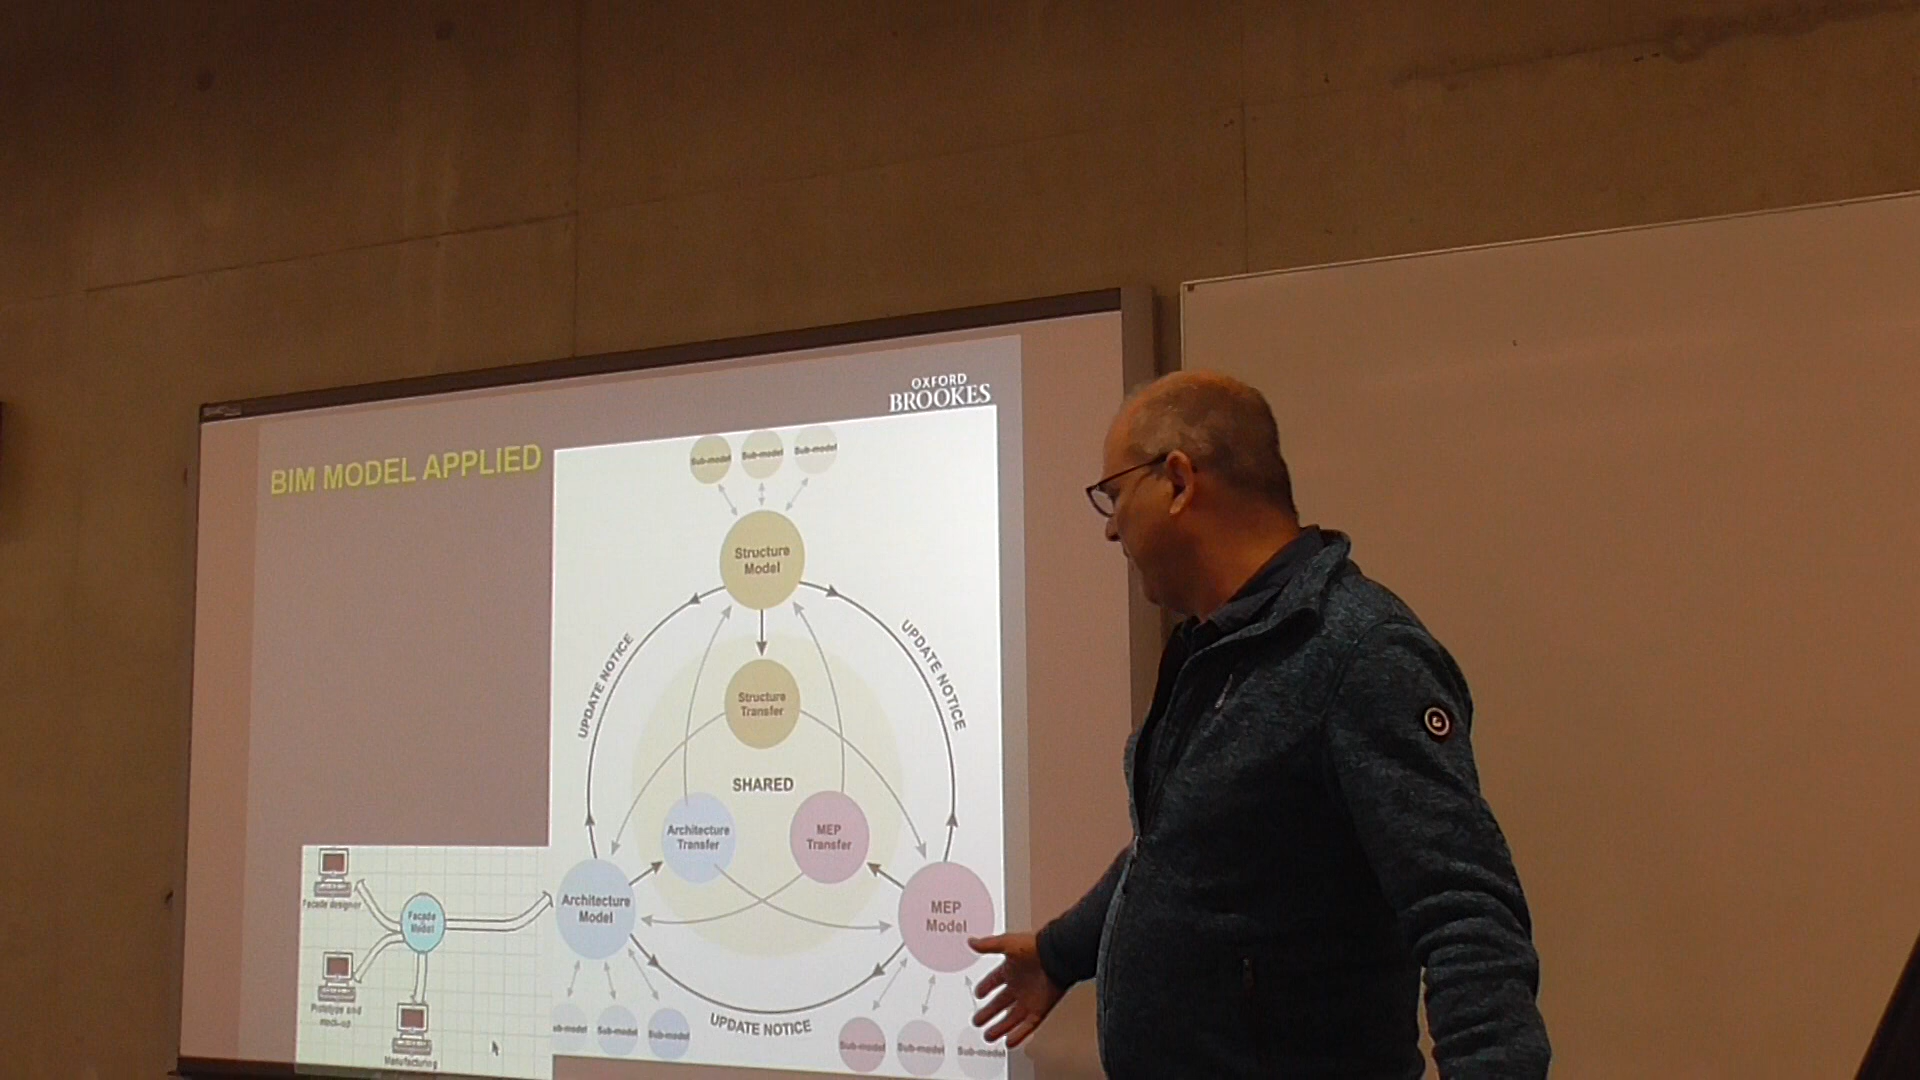 OXFORD
BROOKES
BIM MODEL APPLIED
Sub-model
Sub-model
Sub-model
Structure
Model
UPDATE NOTICE
UPDATE NOTICE
Structure
Transfer
SHARED
Architecture
Transfer
MEP
Transfer
Architecture
Model
MEP
Model
Facade designer
Facade
Model
Prototype and
mock-up
Manufacturing
UPDATE NOTICE
ub-model
Sub-model
Sub-model
Sub-model
Sub-model
Sub-model